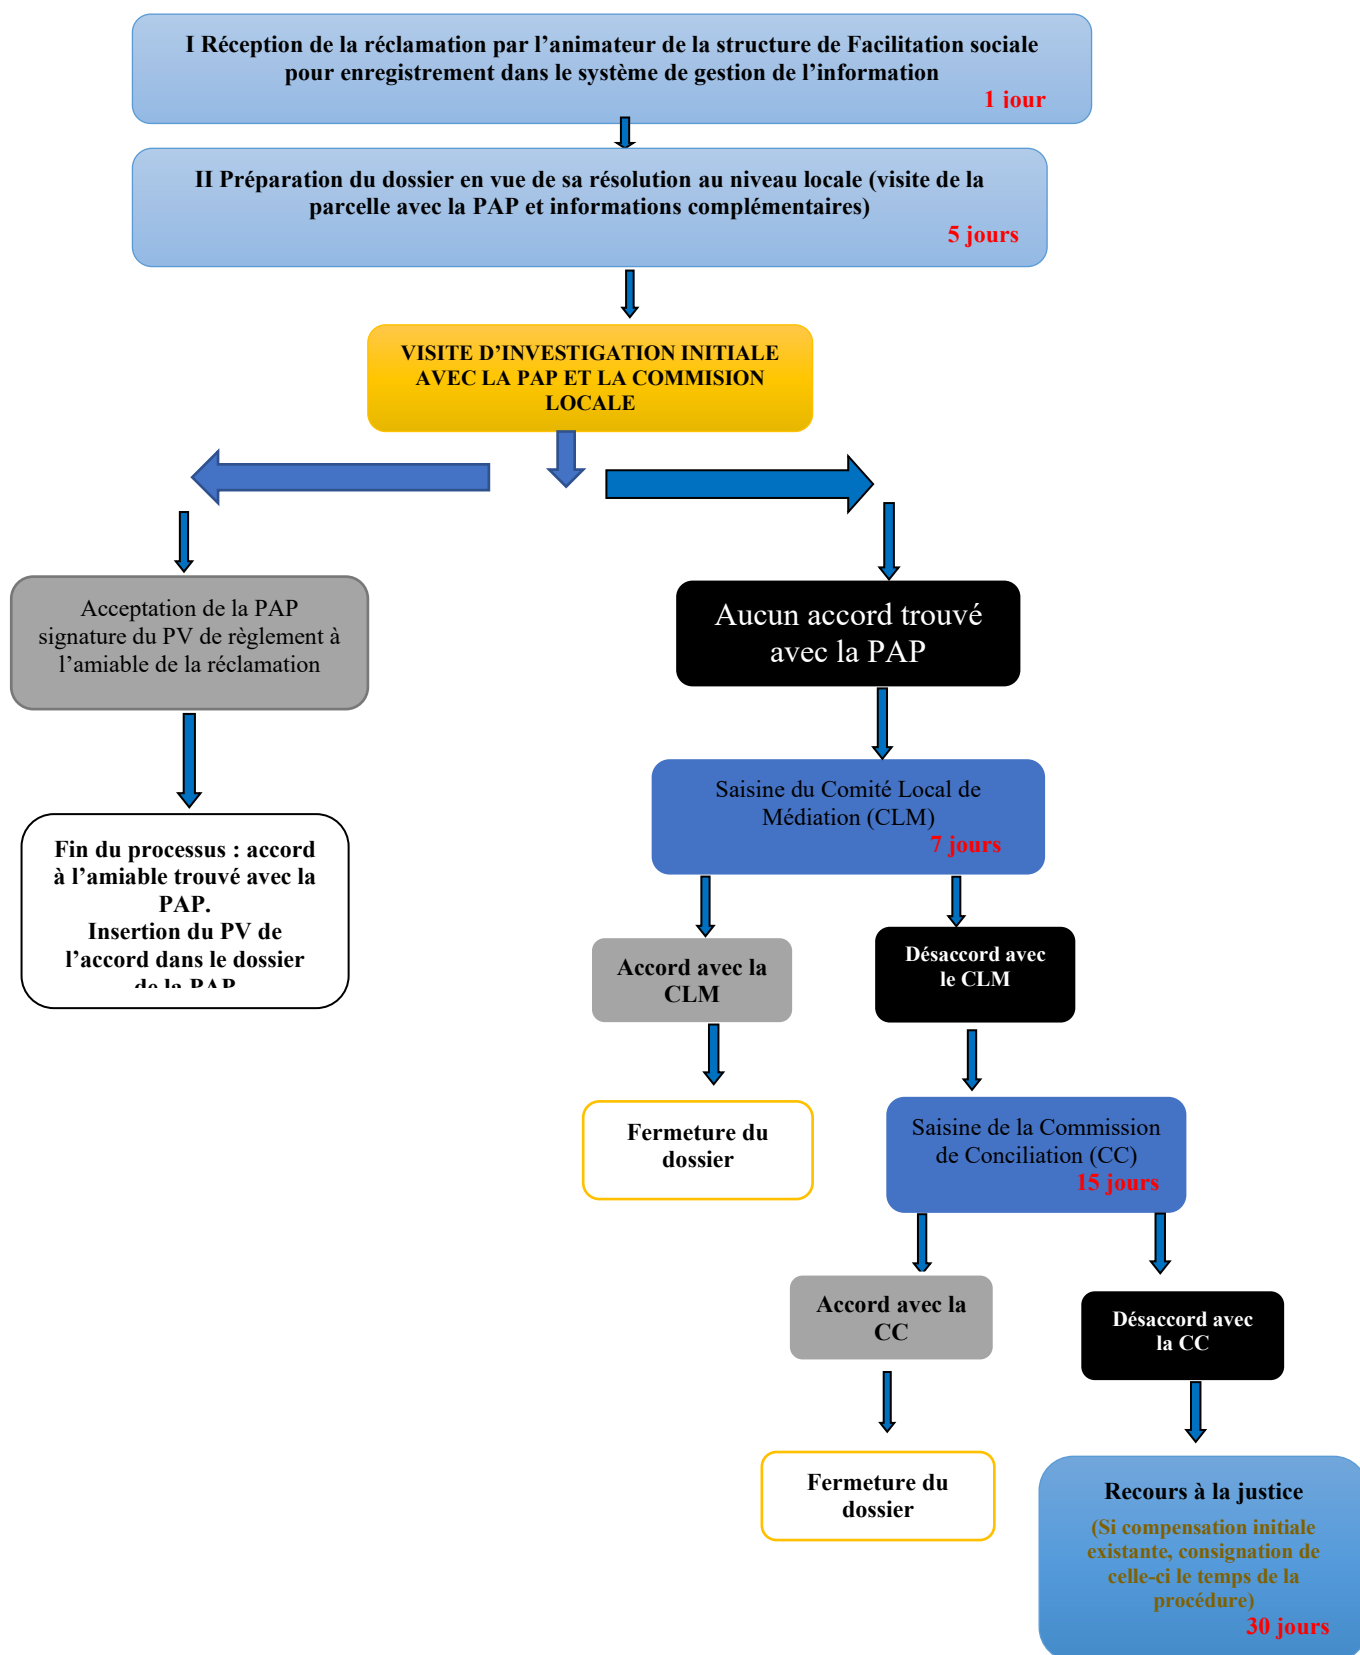 I Réception de la réclamation par l’animateur de la structure de Facilitation sociale
pour enregistrement dans le système de gestion de l’information
1 jour
II Préparation du dossier en vue de sa résolution au niveau locale (visite de la
parcelle avec la PAP et informations complémentaires)
5 jours
VISITE D’INVESTIGATION INITIALE
AVEC LA PAP ET LA COMMISION
LOCALE
Acceptation de la PAP
signature du PV de règlement à
l’amiable de la réclamation
Fin du processus : accord
à l’amiable trouvé avec la
PAP.
Insertion du PV de
l’accord dans le dossier
de la PAP
Aucun accord trouvé
avec la PAP
Saisine du Comité Local de
Médiation (CLM)
7 jours
Accord avec la
CLM
Désaccord avec
le CLM
Fermeture du
dossier
Saisine de la Commission
de Conciliation (CC)
15 jours
Accord avec la
CC
Désaccord avec
la CC
Fermeture du
dossier
Recours à la justice
(Si compensation initiale
existante, consignation de
celle-ci le temps de la
procédure)
30 jours